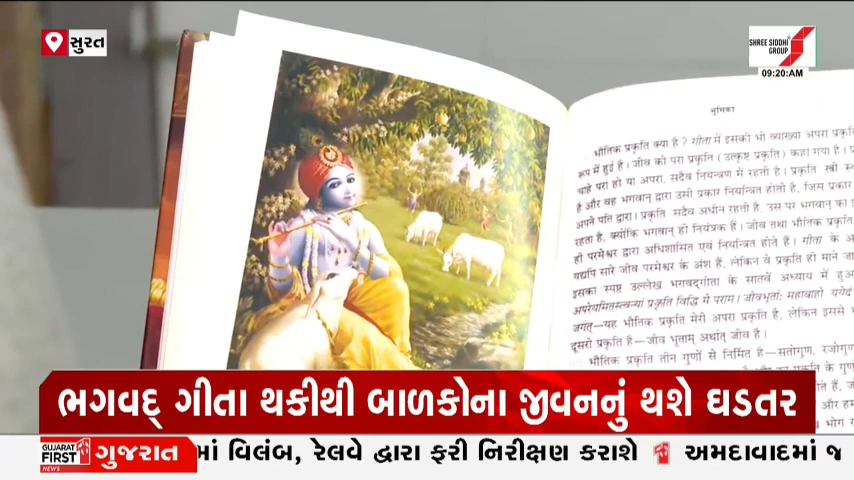 સુરત
SHREE SIDDHI
GROUP
09:20:AM
भूमिका
भौतिक प्रकृति क्या है ? गीता में इसकी भी व्याख्या अपरा प्रकृति
रूप में हुई है। जीव को परा प्रकृति (उत्कृष्ट प्रकृति) कहा गया है।
चाहे परा हो या अपरा, सदैव नियन्त्रण में रहती है। प्रकृति स्त्री
है और वह भगवान् द्वारा उसी प्रकार नियन्त्रित होती है, जिस प्रकार
अपने पति द्वारा। प्रकृति सदैव अधीन रहती है, उस पर भगवान् का
रहता है, क्योंकि भगवान् ही नियंत्रक हैं। जीव तथा भौतिक प्रकृति
ही परमेश्वर द्वारा अधिशासित एवं नियन्त्रित होते हैं। गीता के
यद्यपि सारे जीव परमेश्वर के अंश हैं, लेकिन वे प्रकृति ही माने
इसका स्पष्ट उल्लेख भगवद्गीता के सातवें अध्याय में
अपरेयमितस्त्वन्यां प्रकृतिं विद्धि मे पराम्। जीवभूतां महाबाहो ययेदं
जगत्—यह भौतिक प्रकृति मेरी अपरा प्रकृति है, लेकिन इससे
दूसरी प्रकृति है—जीव भूताम् अर्थात् जीव है।
भौतिक प्रकृति तीन गुणों से निर्मित है—सतोगुण, रजोगुण
ભગવદ્ ગીતા થકીથી બાળકોના જીવનનું થશે ઘડતર
GUJARAT
FIRST
NEWS
ગુજરાત
માં વિલંબ, રેલવે દ્વારા ફરી નિરીક્ષણ કરાશે
અમદાવાદમાં જ